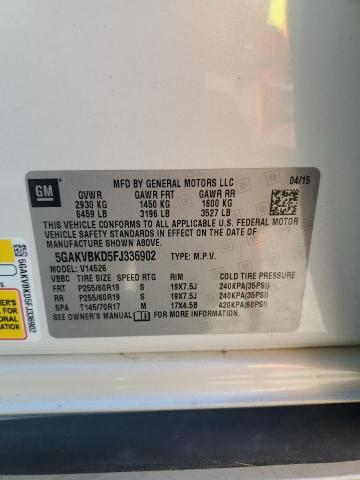 GM
MFD BY GENERAL MOTORS LLC 04/15
GVWR GAWR FRT GAWR RR
2930 KG 1450 KG 1600 KG
6459 LB 3196 LB 3527 LB
THIS VEHICLE CONFORMS TO ALL APPLICABLE U.S. FEDERAL
MOTOR VEHICLE SAFETY STANDARDS IN EFFECT ON THE DATE
OF MANUFACTURE SHOWN ABOVE.
5GAKVBKD5FJ336902 TYPE: M.P.V.
MODEL: V14526
VBBC TIRE SIZE SPEED RTG RIM COLD TIRE PRESSURE
FRT P255/60R19 S 19X7.5J 240KPA(35PSI)
RR P255/60R19 S 19X7.5J 240KPA(35PSI)
SPA T145/70R17 M 17X4.5B 420KPA(60PSI)
SEE OWNER'S MANUAL FOR MORE INFORMATION.
5GAKVBKD5FJ336902